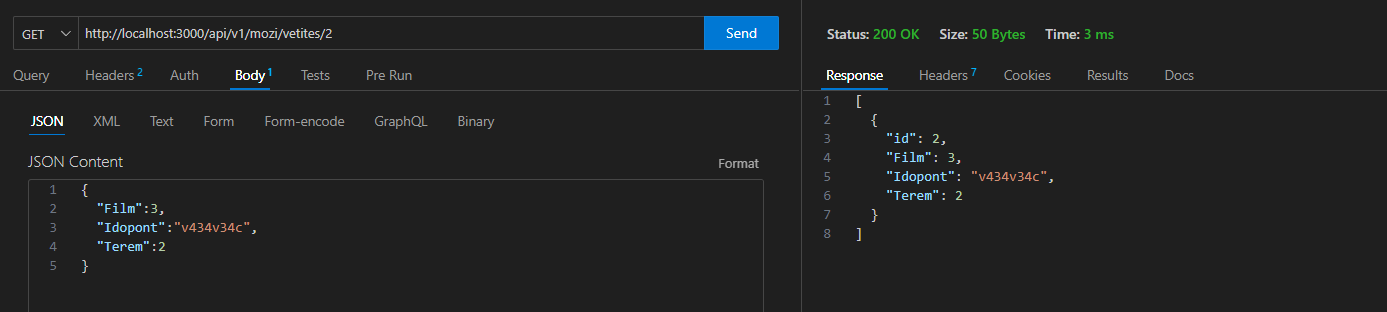 GET http://localhost:3000/api/v1/mozi/vetites/2 Send
Query Headers 2 Auth Body 1 Tests Pre Run
JSON XML Text Form Form-encode GraphQL Binary
JSON Content Format
1 {
2 "Film":3,
3 "Idopont":"v434v34c",
4 "Terem":2
5 }
Status: 200 OK Size: 50 Bytes Time: 3 ms
Response Headers 7 Cookies Results Docs
1 [
2 {
3 "id": 2,
4 "Film": 3,
5 "Idopont": "v434v34c",
6 "Terem": 2
7 }
8 ]